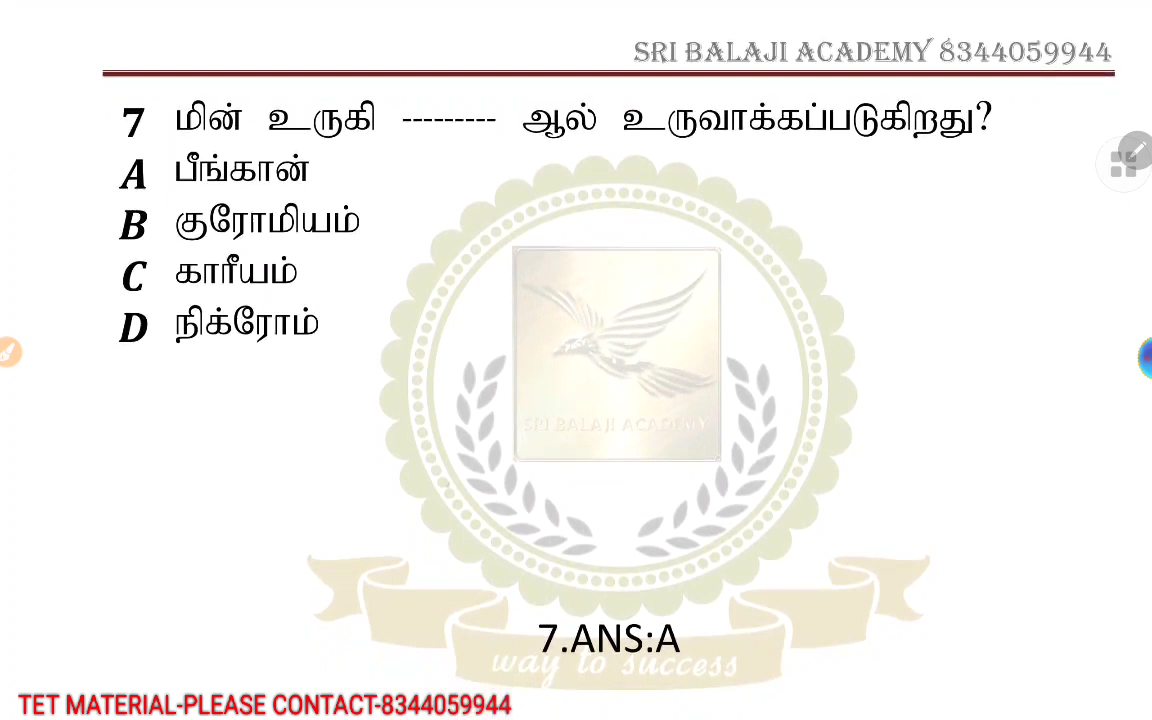 SRI BALAJI ACADEMY 8344059944
7 மின் உருகி --------- ஆல் உருவாக்கப்படுகிறது?
A பீங்கான்
B குரோமியம்
C காரீயம்
D நிக்ரோம்
SRI BALAJI ACADEMY
7.ANS:A
way to success
TET MATERIAL-PLEASE CONTACT-8344059944